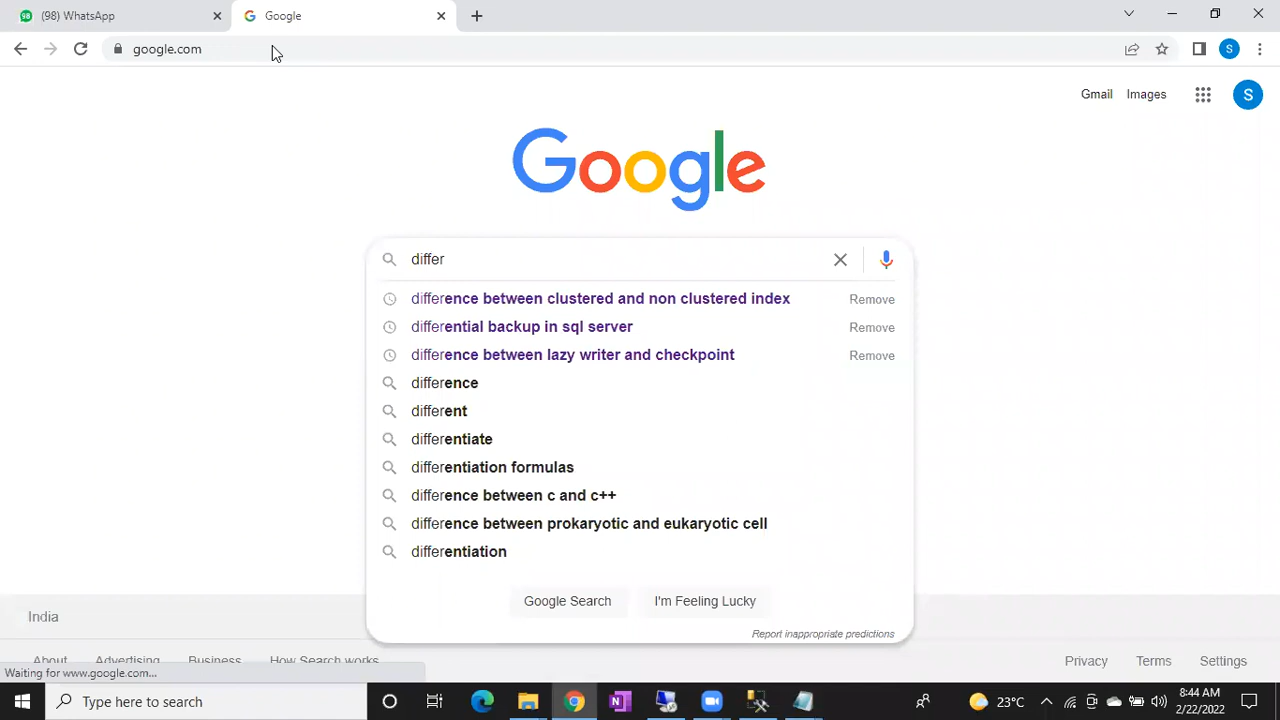 98 (98) WhatsApp
Google
google.com
S
Gmail Images
S
Google
differ
difference between clustered and non clustered index Remove
differential backup in sql server Remove
difference between lazy writer and checkpoint Remove
difference
different
differentiate
differentiation formulas
difference between c and c++
difference between prokaryotic and eukaryotic cell
differentiation
Google Search I'm Feeling Lucky
Report inappropriate predictions
India
About Advertising Business How Search works Privacy Terms Settings
Waiting for www.google.com...
Type here to search
N
23°C
8:44 AM
2/22/2022